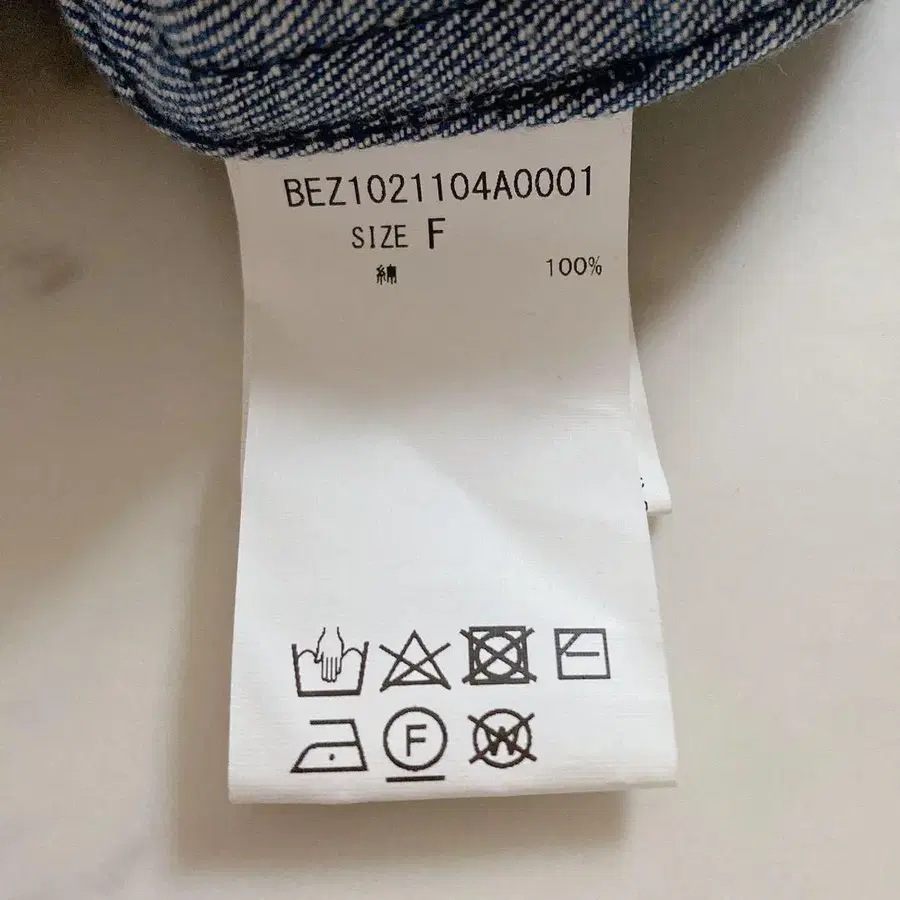 BEZ1021104A0001
SIZE F
綿 100%
F
W